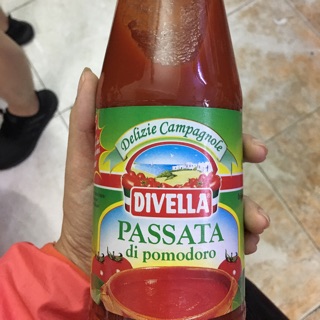 Delizie Campagnole
DIVELLA
PASSATA
di pomodoro